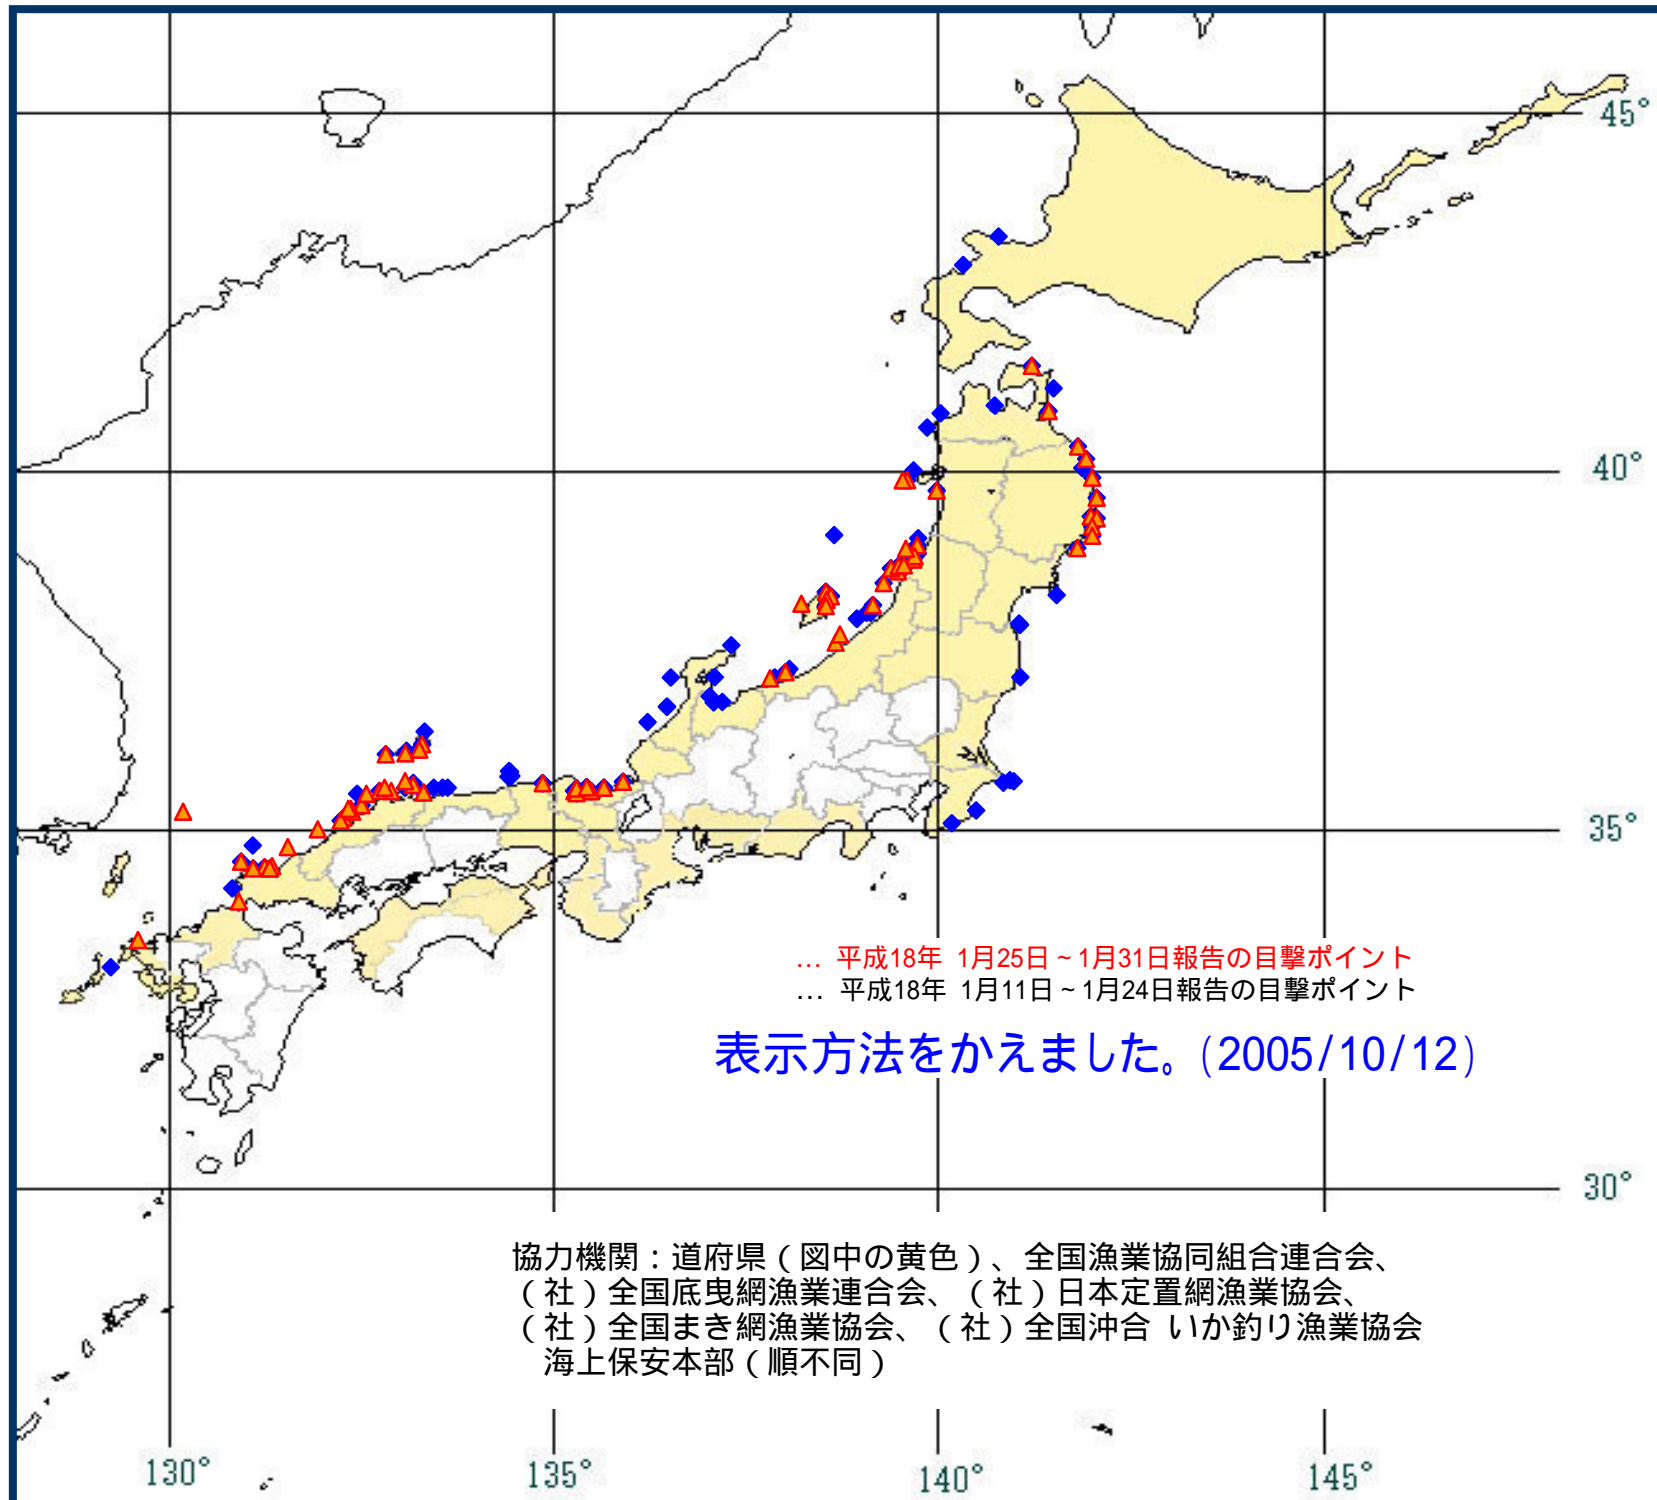 45°
40°
35°
… 平成18年 1月25日~1月31日報告の目撃ポイント
… 平成18年 1月11日~1月24日報告の目撃ポイント
表示方法をかえました。(2005/10/12)
30°
協力機関：道府県（図中の黄色）、全国漁業協同組合連合会、
（社）全国底曳網漁業連合会、（社）日本定置網漁業協会、
（社）全国まき網漁業協会、（社）全国沖合 いか釣り漁業協会
海上保安本部（順不同）
130° 135° 140° 145°